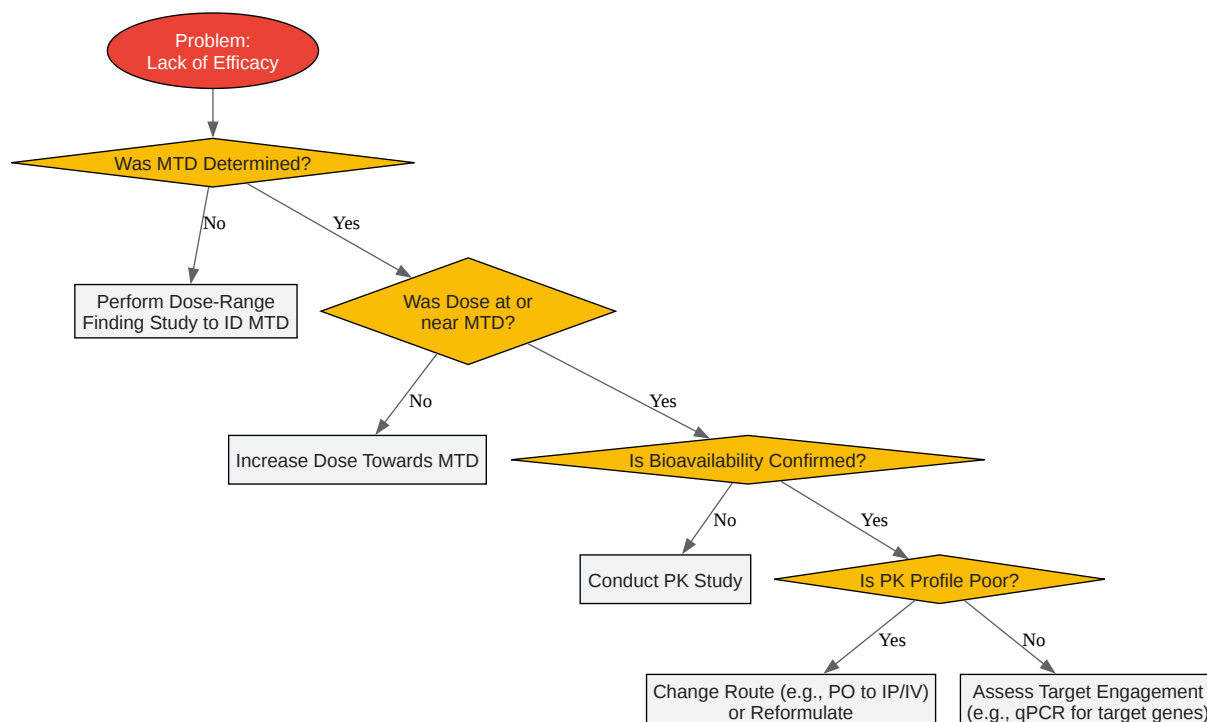 Problem:
Lack of Efficacy
Was MTD Determined?
No
Yes
Perform Dose-Range
Finding Study to ID MTD
Was Dose at or
near MTD?
No
Yes
Increase Dose Towards MTD
Is Bioavailability Confirmed?
No
Yes
Conduct PK Study
Is PK Profile Poor?
Yes
No
Change Route (e.g., PO to IP/IV)
or Reformulate
Assess Target Engagement
(e.g., qPCR for target genes)